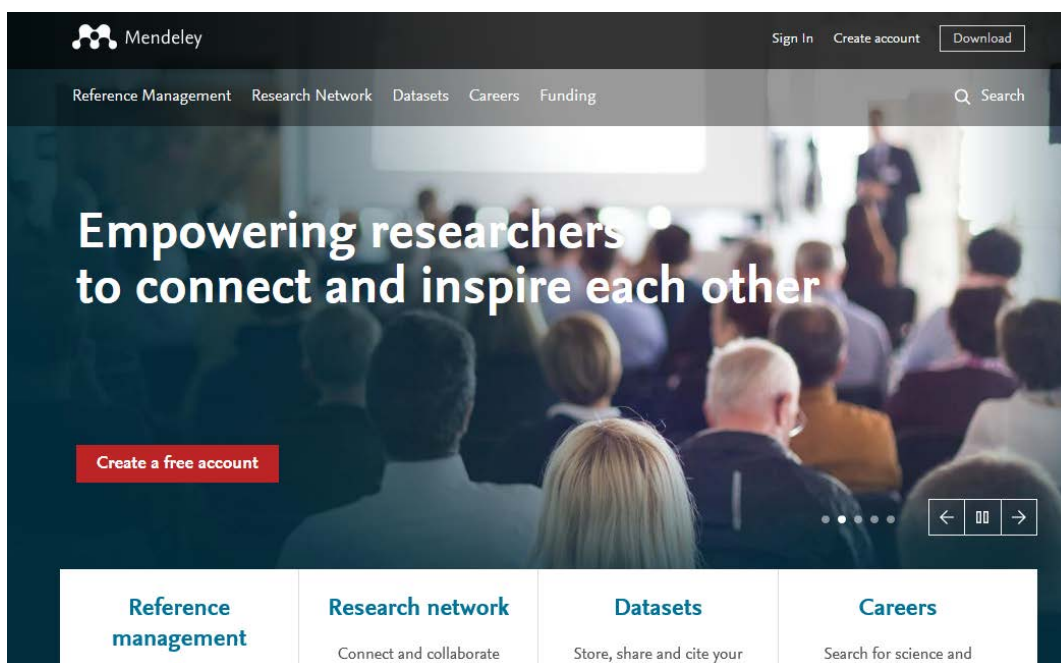 Mendeley
Sign In Create account Download
Reference Management Research Network Datasets Careers Funding
Search
Empowering researchers
to connect and inspire each other
Create a free account
Reference
management
Research network
Connect and collaborate
Datasets
Store, share and cite your
Careers
Search for science and